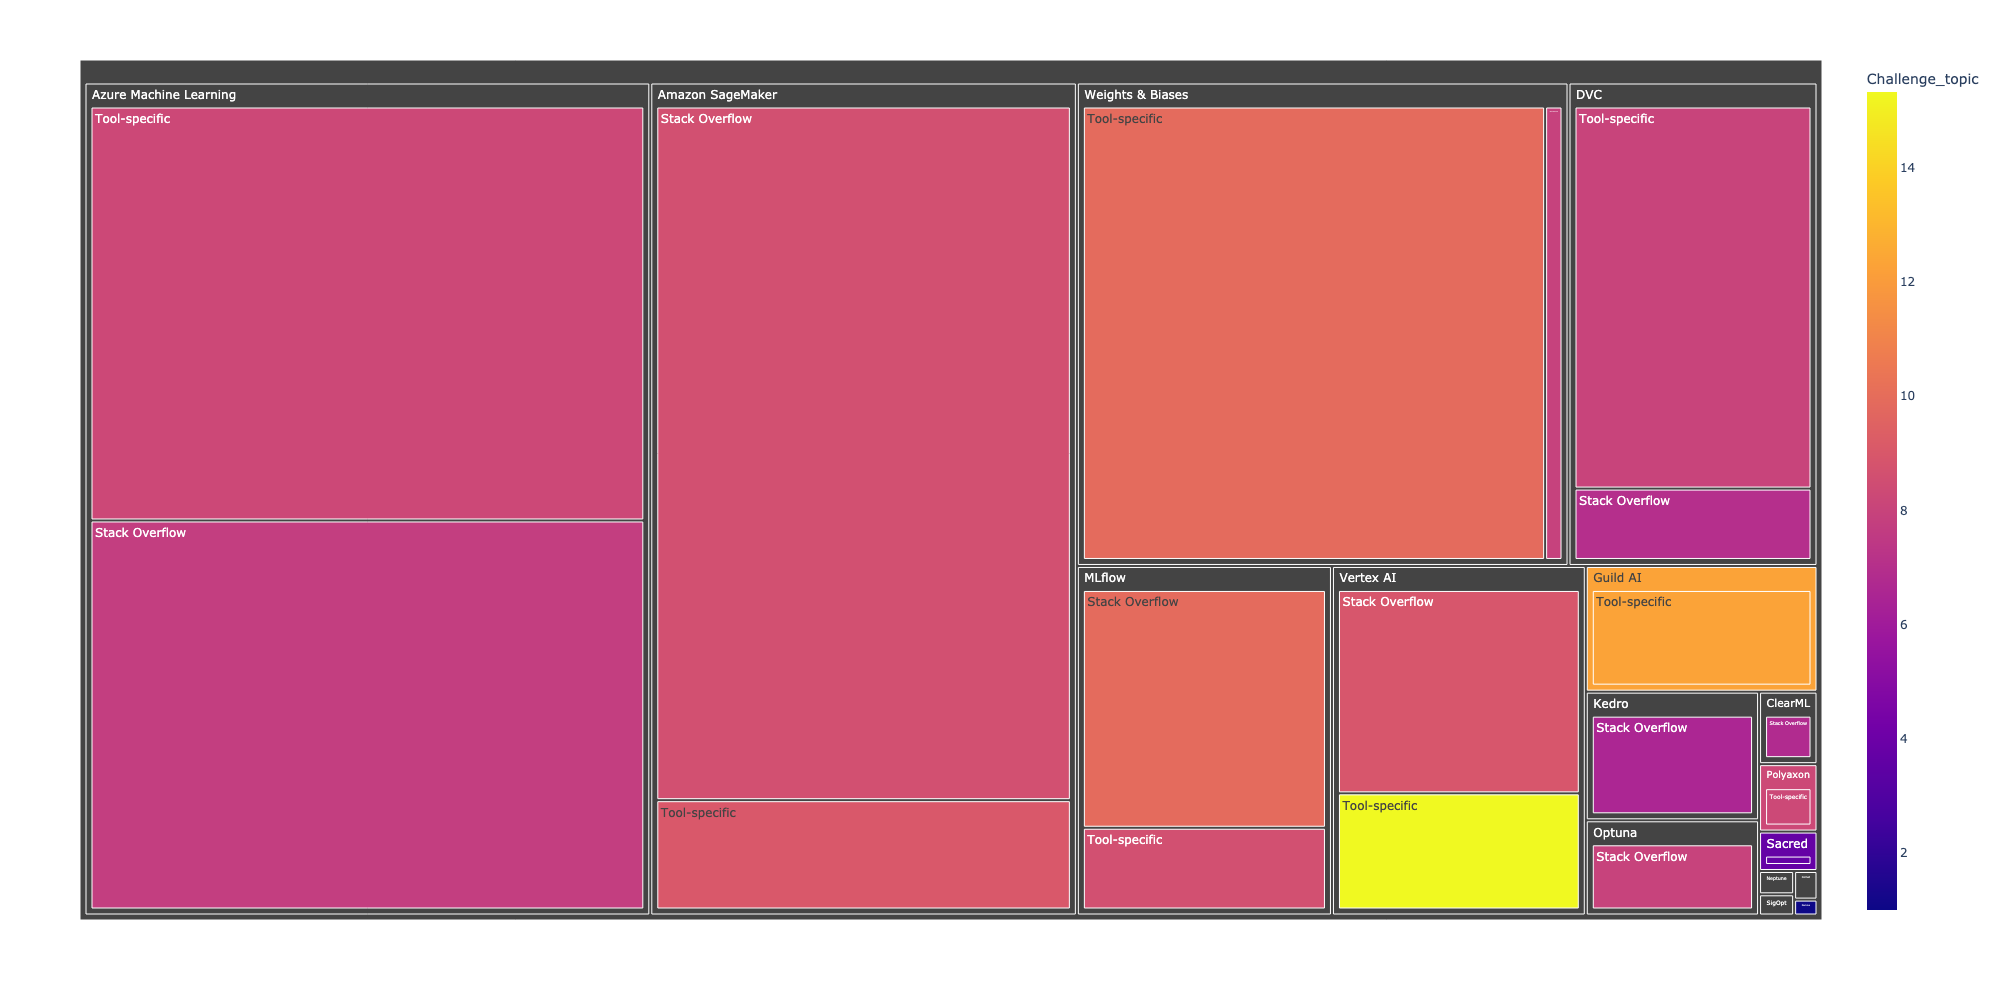 Challenge_topic
Azure Machine Learning
Tool-specific
Stack Overflow
Amazon SageMaker
Stack Overflow
Tool-specific
Weights & Biases
Tool-specific
DVC
Tool-specific
Stack Overflow
MLflow
Stack Overflow
Tool-specific
Vertex AI
Stack Overflow
Tool-specific
Guild AI
Tool-specific
Kedro
Stack Overflow
Optuna
Stack Overflow
ClearML
Stack Overflow
Polyaxon
Tool-specific
Sacred
Neptune
SigOpt
14
12
10
8
6
4
2